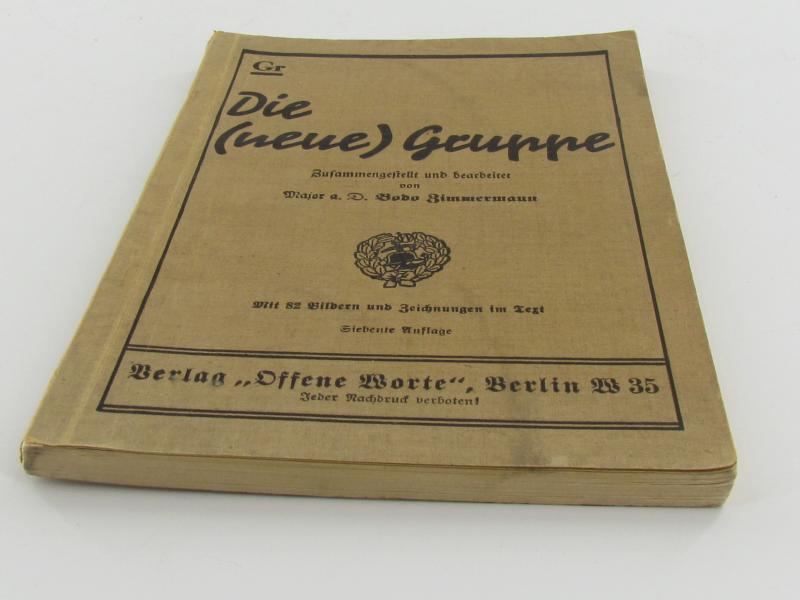 Gr
Die
(neue) Gruppe
Zusammengestellt und bearbeitet
von
Major a. D. Bodo Zimmermann
Mit 82 Bildern und Zeichnungen im Text
Siebente Auflage
Verlag „Offene Worte“, Berlin W 35
Jeder Nachdruck verboten!